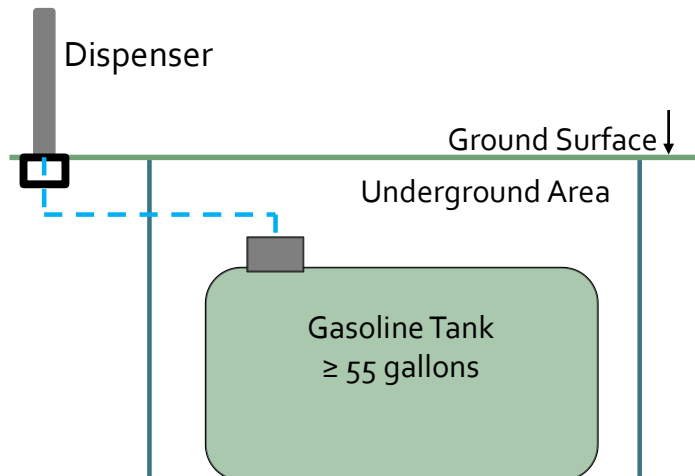 Dispenser
Ground Surface
Underground Area
Gasoline Tank
≥ 55 gallons